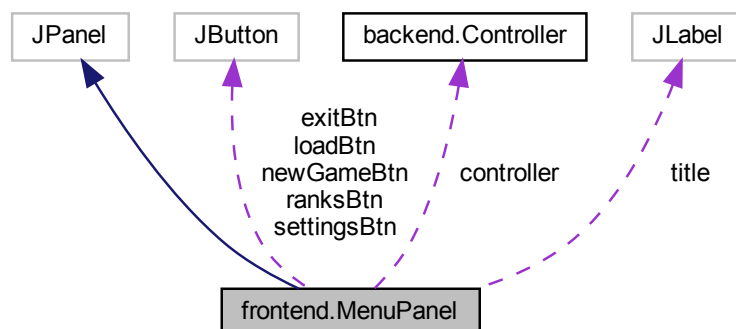 JPanel
JButton
backend.Controller
JLabel
exitBtn
loadBtn
newGameBtn
ranksBtn
settingsBtn
controller
title
frontend.MenuPanel